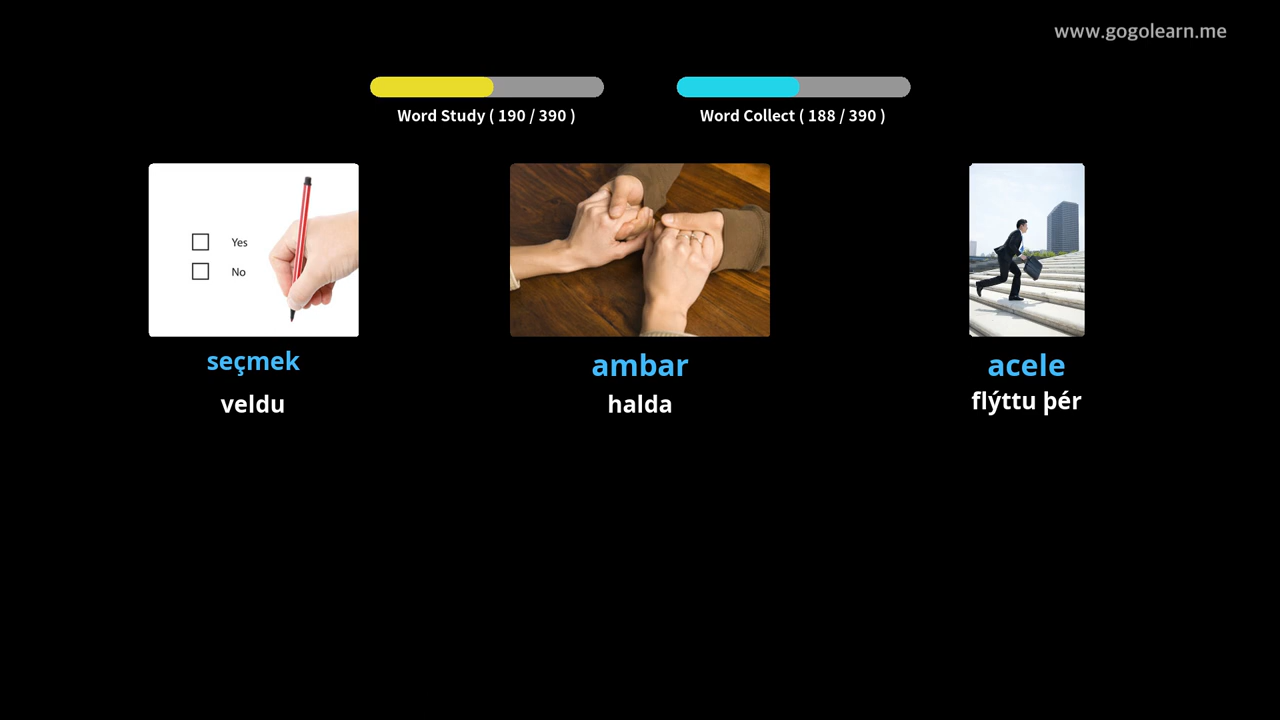 www.gogolearn.me
Word Study ( 190 / 390 )
Word Collect ( 188 / 390 )
Yes
No
seçmek
ambar
acele
veldu
halda
flýttu þér